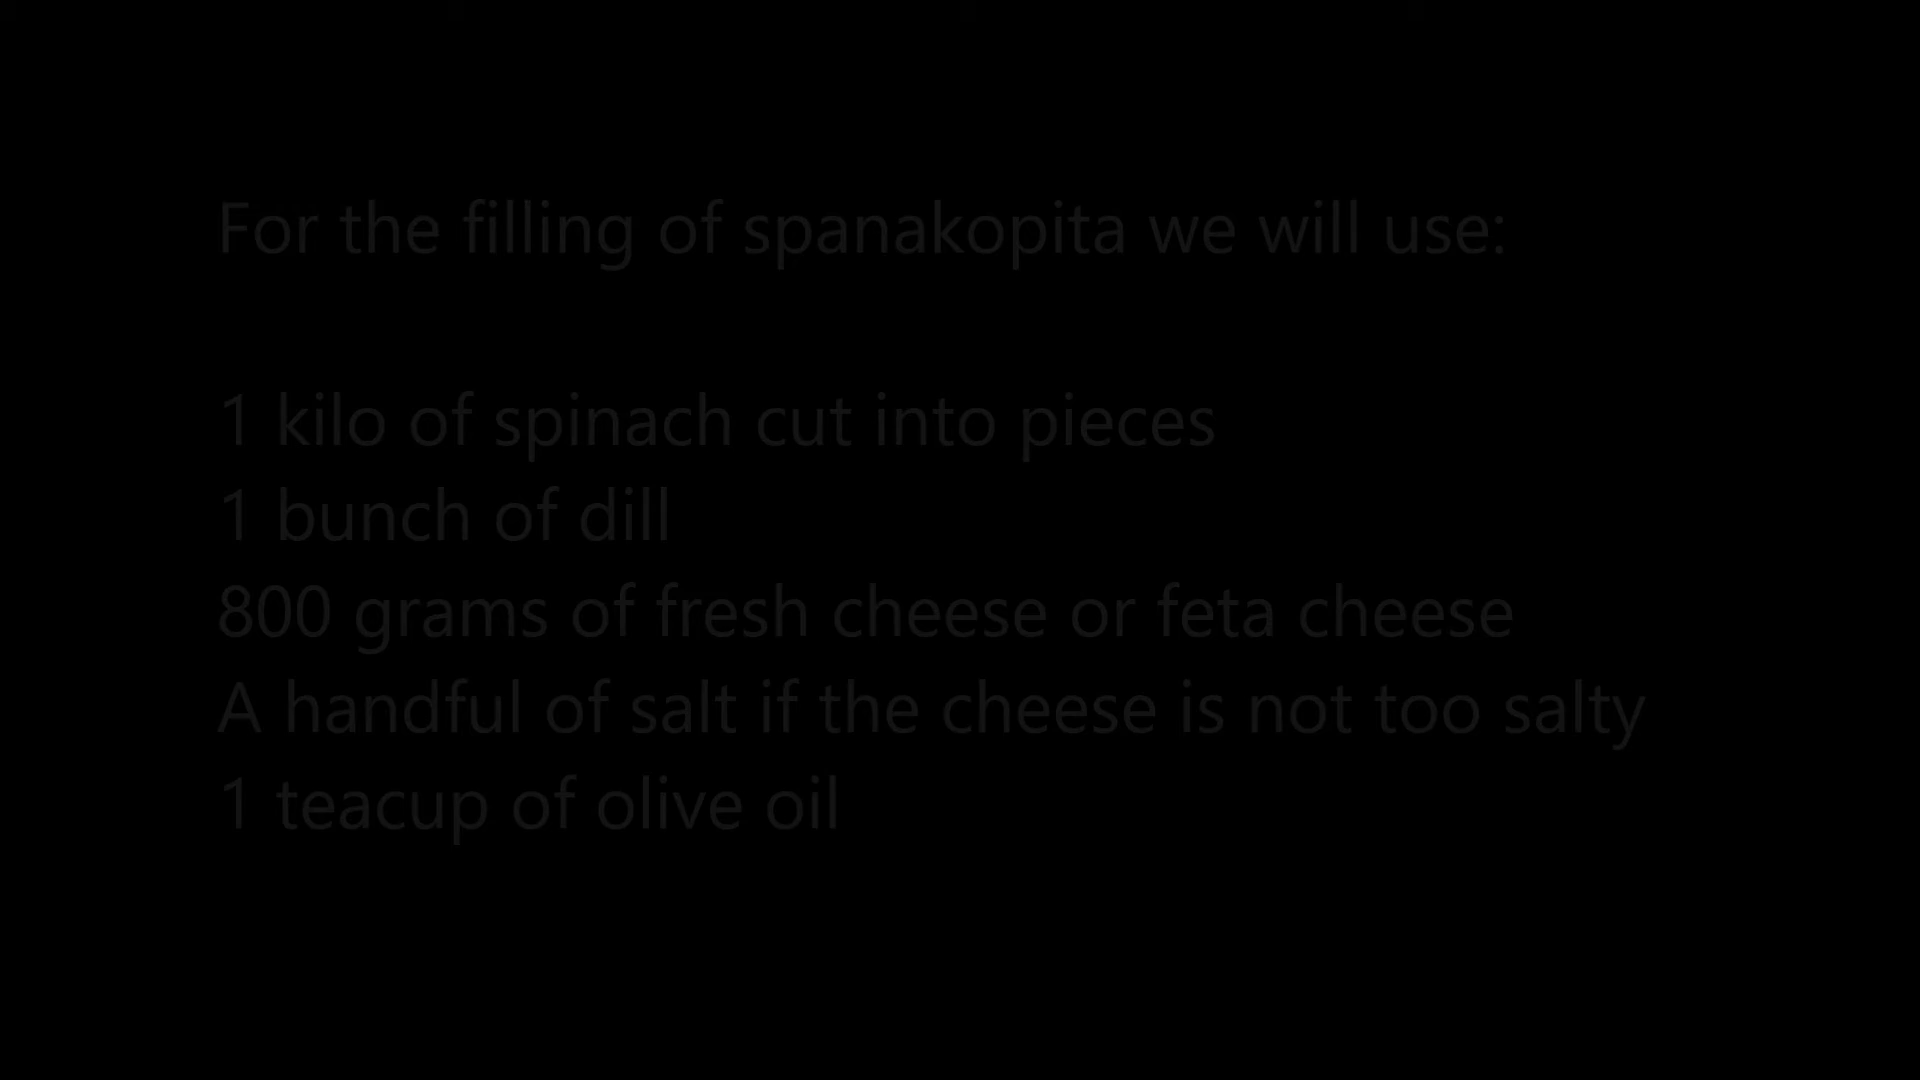 For the filling of spanakopita we will use:
1 kilo of spinach cut into pieces
1 bunch of dill
800 grams of fresh cheese or feta cheese
A handful of salt if the cheese is not too salty
1 teacup of olive oil